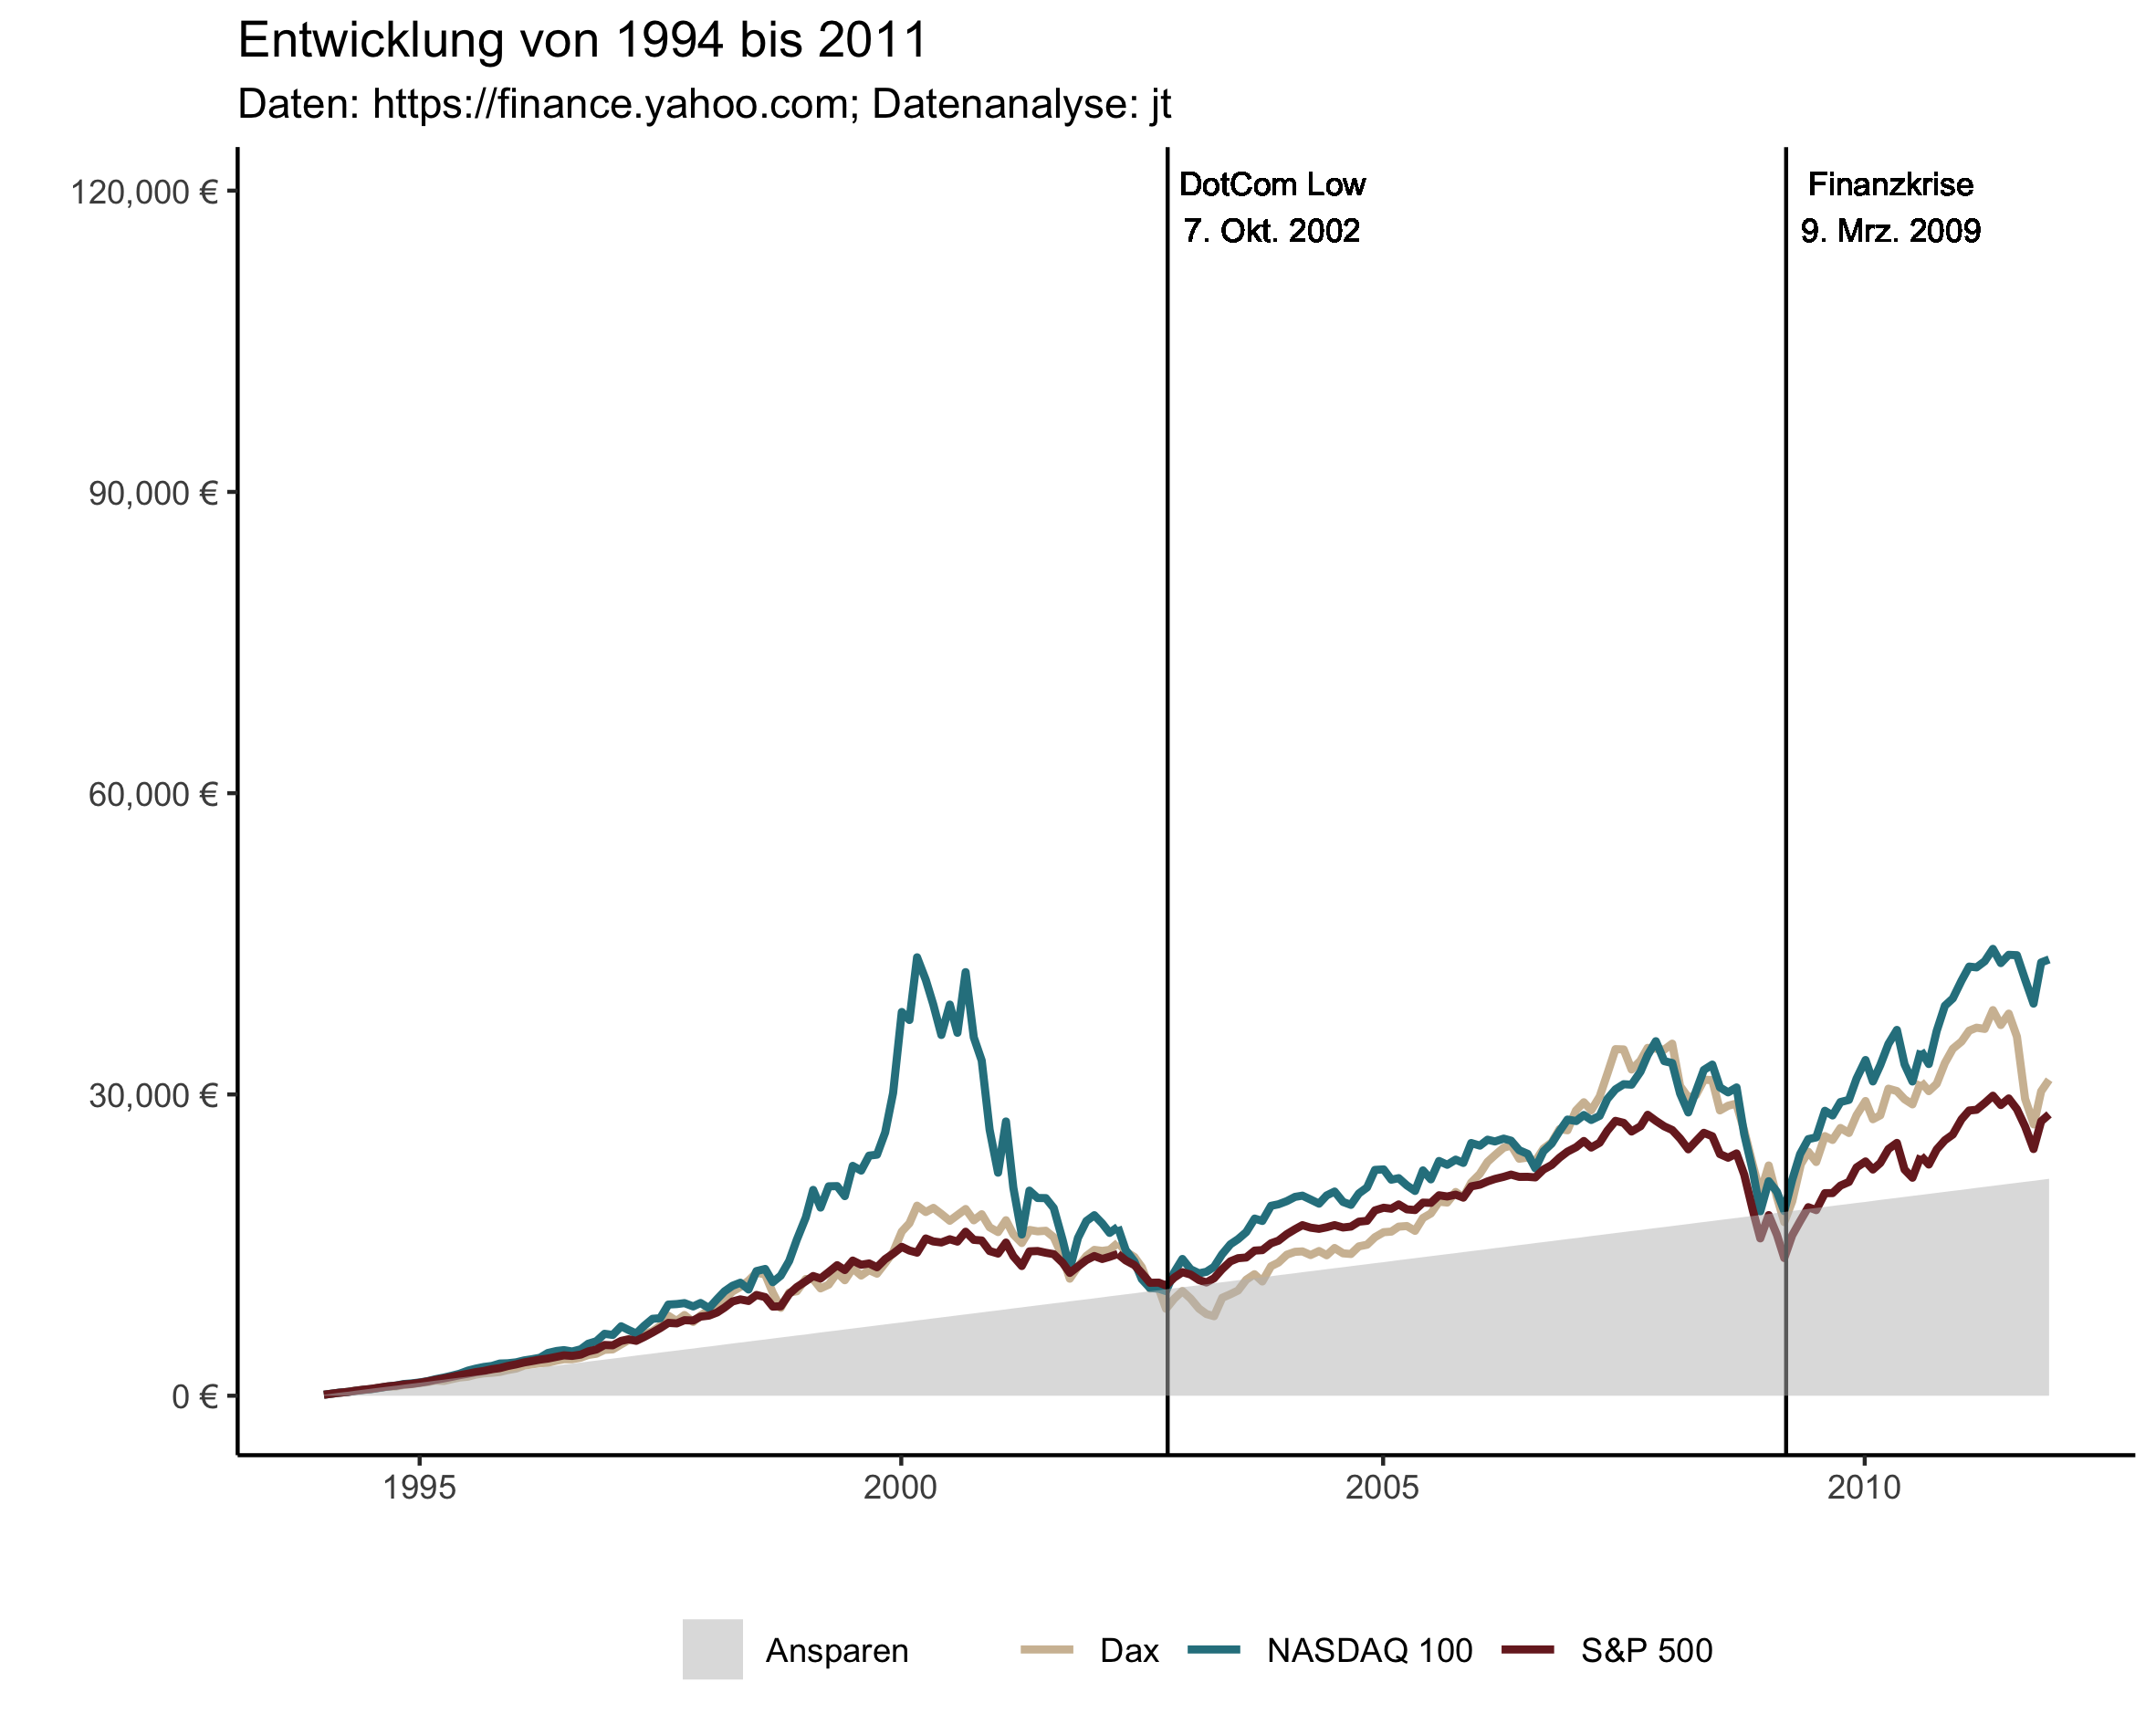 Entwicklung von 1994 bis 2011
Daten: https://finance.yahoo.com; Datenanalyse: jt
120,000 €
90,000 €
60,000 €
30,000 €
0 €
DotCom Low
7. Okt. 2002
Finanzkrise
9. Mrz. 2009
1995 2000 2005 2010
Ansparen Dax NASDAQ 100 S&P 500